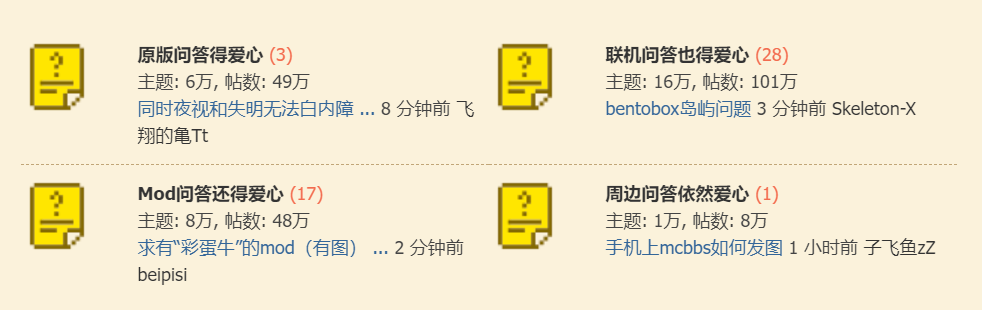 原版问答得爱心 (3)
主题: 6万, 帖数: 49万
同时夜视和失明无法白内障 ... 8 分钟前 飞
翔的亀Tt
联机问答也得爱心 (28)
主题: 16万, 帖数: 101万
bentobox岛屿问题 3 分钟前 Skeleton-X
Mod问答还得爱心 (17)
主题: 8万, 帖数: 48万
求有“彩蛋牛”的mod（有图） ... 2 分钟前
beipisi
周边问答依然爱心 (1)
主题: 1万, 帖数: 8万
手机上mcbbs如何发图 1 小时前 子飞鱼zZ